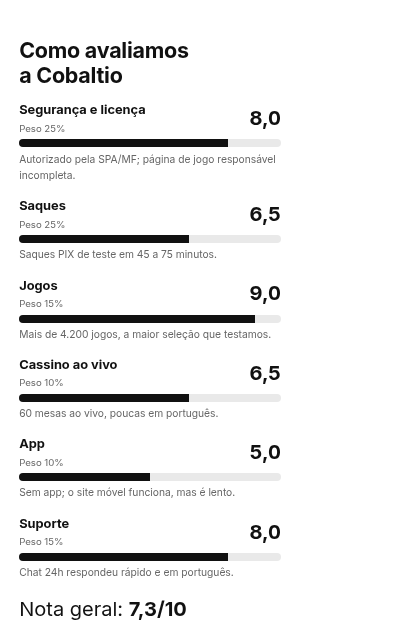 Como avaliamos
a Cobaltio
Segurança e licença
Peso 25%
8,0
Autorizado pela SPA/MF; página de jogo responsável
incompleta.
Saques
Peso 25%
6,5
Saques PIX de teste em 45 a 75 minutos.
Jogos
Peso 15%
9,0
Mais de 4.200 jogos, a maior seleção que testamos.
Cassino ao vivo
Peso 10%
6,5
60 mesas ao vivo, poucas em português.
App
Peso 10%
5,0
Sem app; o site móvel funciona, mas é lento.
Suporte
Peso 15%
8,0
Chat 24h respondeu rápido e em português.
Nota geral: 7,3/10